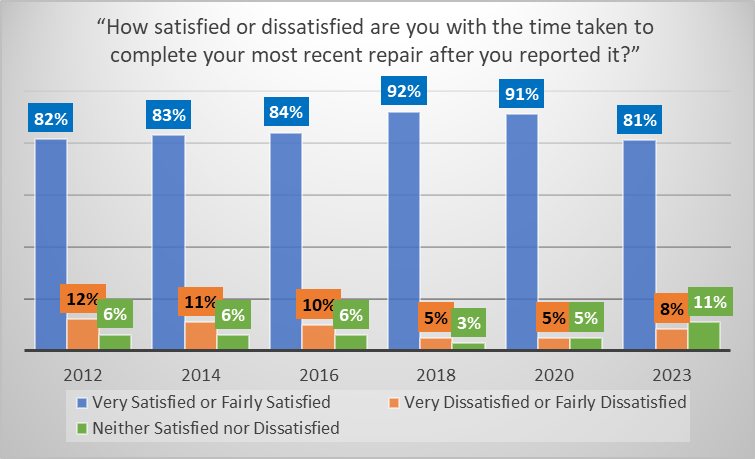 “How satisfied or dissatisfied are you with the time taken to
complete your most recent repair after you reported it?”
82% 83% 84% 92% 91% 81%
12% 6% 11% 6% 10% 6% 5% 3% 5% 5% 8% 11%
2012 2014 2016 2018 2020 2023
Very Satisfied or Fairly Satisfied Very Dissatisfied or Fairly Dissatisfied
Neither Satisfied nor Dissatisfied